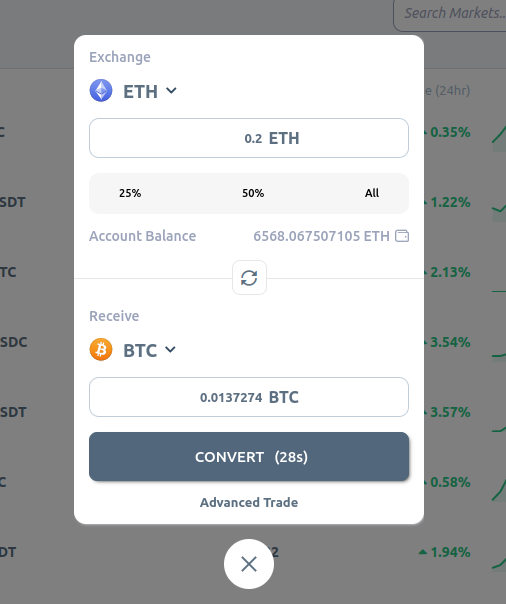 Search Markets..
Exchange
e (24hr)
ETH
C
0.35%
0.2 ETH
25% 50% All
SDT
1.22%
Account Balance 6568.067507105 ETH
TC
2.13%
Receive
SDC
3.54%
BTC
0.0137274 BTC
SDT
3.57%
CONVERT (28s)
C
0.58%
Advanced Trade
DT
2
1.94%